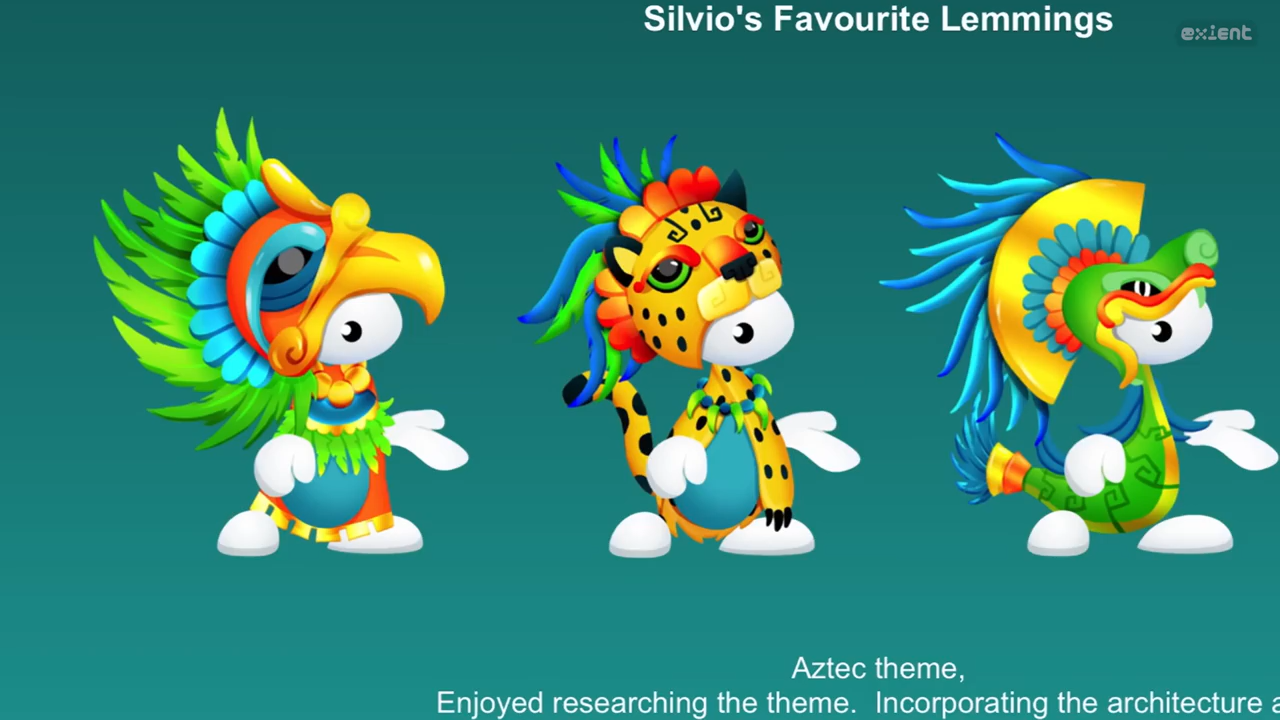 Silvio's Favourite Lemmings
exient
Aztec theme,
Enjoyed researching the theme.  Incorporating the architecture a